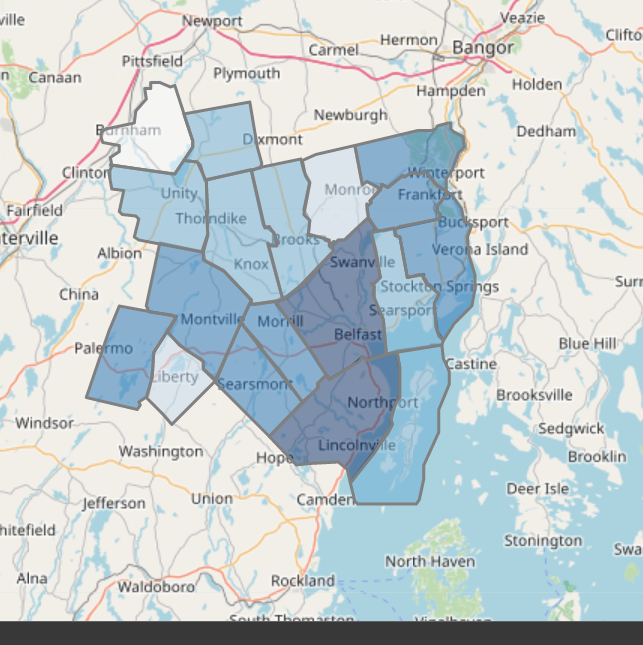 Newport
Veazie
Hermon
Carmel
Bangor
Pittsfield
Canaan
Plymouth
Holden
Hampden
Newburgh
Burnham
Dixmont
Dedham
Clinton
Winterport
Unity
Monroe
Frankfort
Fairfield
Thorndike
Bucksport
terville
Brooks
Verona Island
Albion
Knox
Swanville
Stockton Springs
China
Searsport
Montville
Morrill
Belfast
Palermo
Blue Hill
Castine
Liberty
Searsmont
Brooksville
Northport
Windsor
Sedgwick
Lincolnville
Washington
Hope
Brooklin
Union
Camden
Deer Isle
Jefferson
hitefield
Stonington
Swa
North Haven
Alna
Waldoboro
Rockland
South Thomaston
Vinalhaven